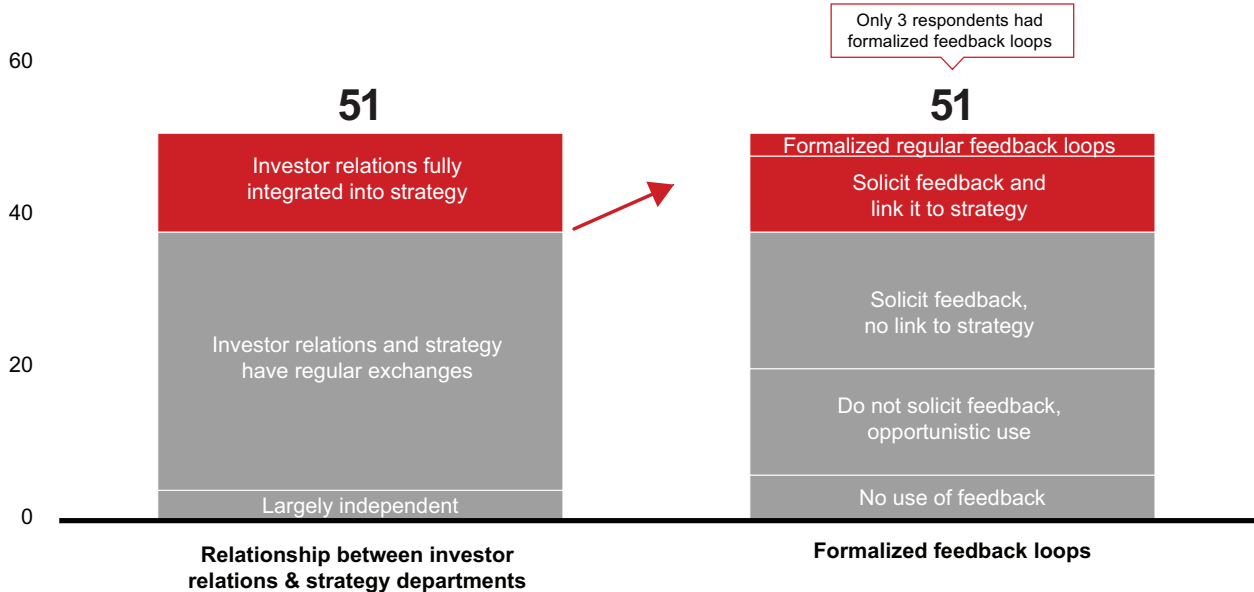 Only 3 respondents had
formalized feedback loops
60
51
51
Investor relations fully
integrated into strategy
Formalized regular feedback loops
Solicit feedback and
link it to strategy
40
Investor relations and strategy
have regular exchanges
Solicit feedback,
no link to strategy
20
Do not solicit feedback,
opportunistic use
Largely independent
No use of feedback
0
Relationship between investor
relations & strategy departments
Formalized feedback loops